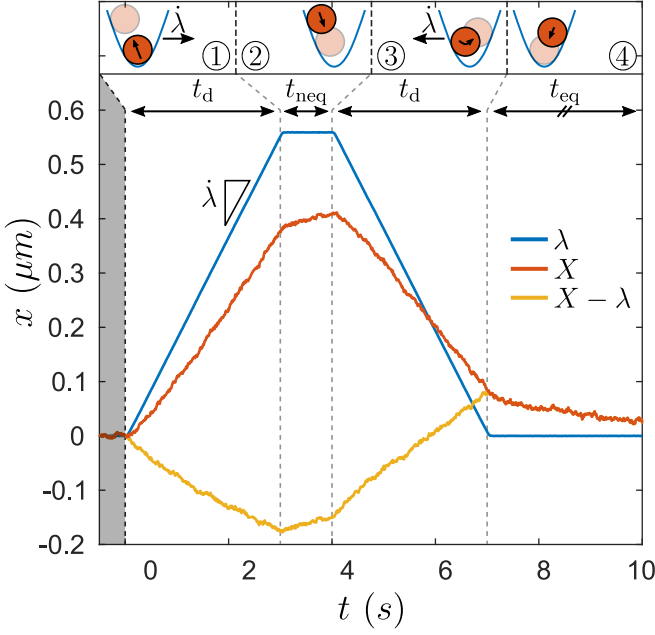 λ̇ ① ② ③ λ̇ ④
t_d t_neq t_d t_eq
0.6
0.5
λ̇
0.4
x (μm)
0.3
λ
X
X − λ
0.2
0.1
0
-0.1
-0.2
0 2 4 6 8 10
t (s)